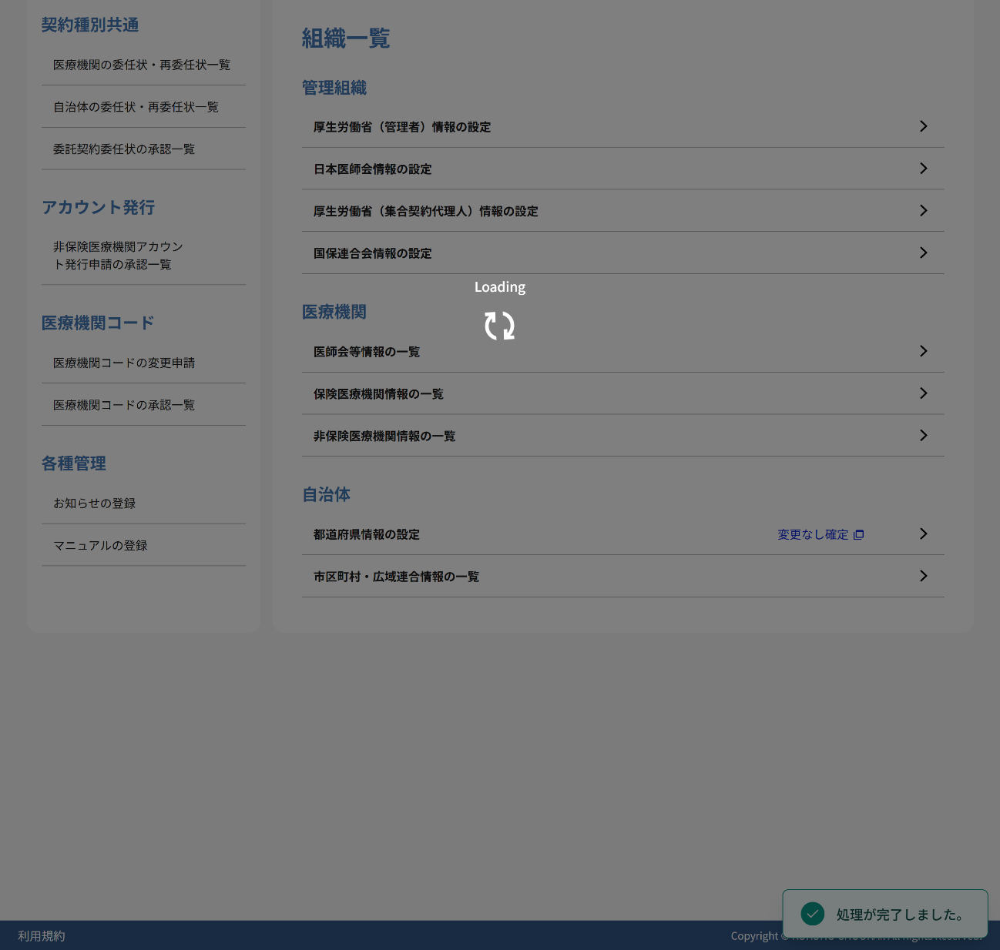 契約種別共通
医療機関の委任状・再委任状一覧
自治体の委任状・再委任状一覧
委託契約委任状の承認一覧
アカウント発行
非保険医療機関アカウン
ト発行申請の承認一覧
医療機関コード
医療機関コードの変更申請
医療機関コードの承認一覧
各種管理
お知らせの登録
マニュアルの登録
組織一覧
管理組織
厚生労働省（管理者）情報の設定
日本医師会情報の設定
厚生労働省（集合契約代理人）情報の設定
国保連合会情報の設定
Loading
医療機関
医師会等情報の一覧
保険医療機関情報の一覧
非保険医療機関情報の一覧
自治体
都道府県情報の設定
変更なし確定
市区町村・広域連合情報の一覧
処理が完了しました。
利用規約
Copyright ©